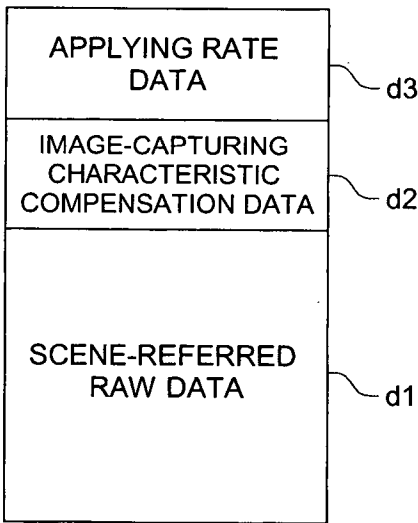 APPLYING RATE
DATA
d3
IMAGE-CAPTURING
CHARACTERISTIC
COMPENSATION DATA
d2
SCENE-REFERRED
RAW DATA
d1